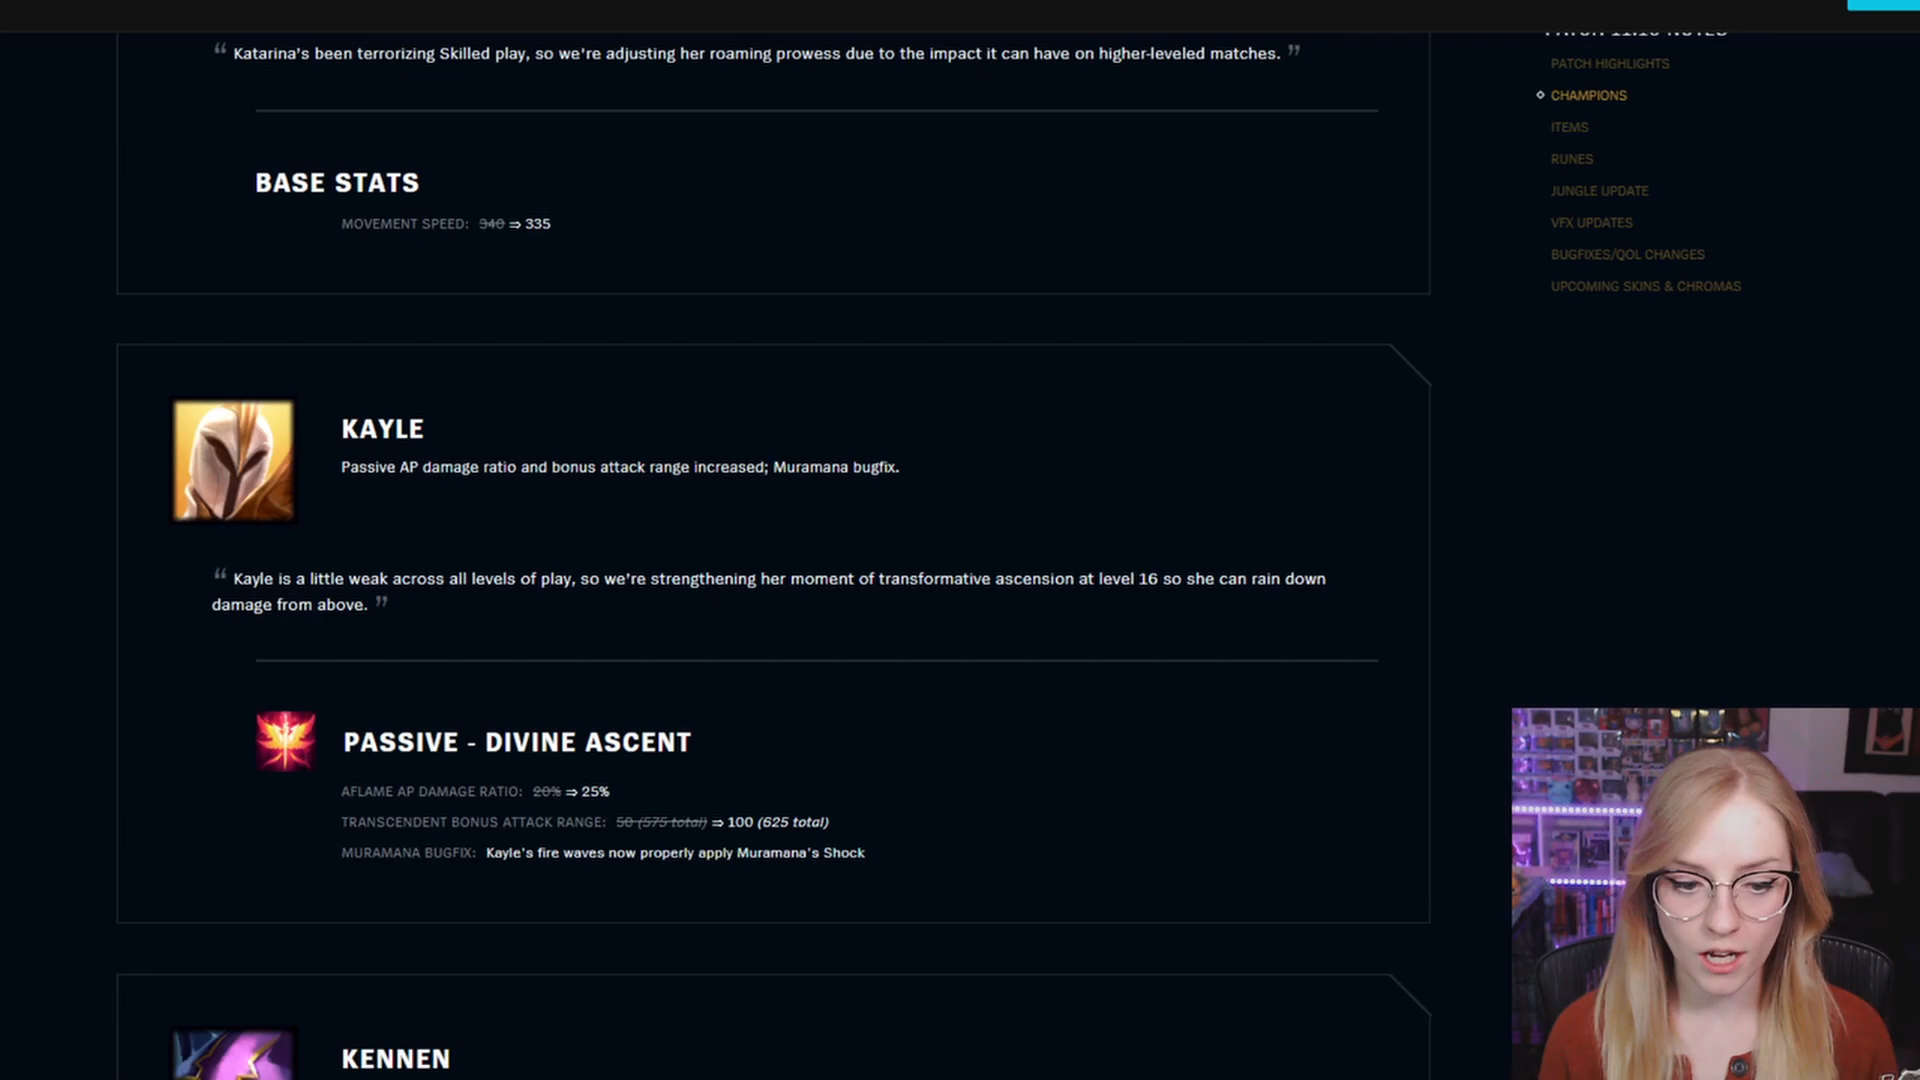 “ Katarina's been terrorizing Skilled play, so we're adjusting her roaming prowess due to the impact it can have on higher-leveled matches. ”
BASE STATS
MOVEMENT SPEED: 340 ⇒ 335
KAYLE
Passive AP damage ratio and bonus attack range increased; Muramana bugfix.
“ Kayle is a little weak across all levels of play, so we're strengthening her moment of transformative ascension at level 16 so she can rain down
damage from above. ”
PASSIVE - DIVINE ASCENT
AFLAME AP DAMAGE RATIO: 20% ⇒ 25%
TRANSCENDENT BONUS ATTACK RANGE: 50 (575 total) ⇒ 100 (625 total)
MURAMANA BUGFIX: Kayle's fire waves now properly apply Muramana's Shock
KENNEN
PATCH HIGHLIGHTS
CHAMPIONS
ITEMS
RUNES
JUNGLE UPDATE
VFX UPDATES
BUGFIXES/QOL CHANGES
UPCOMING SKINS & CHROMAS